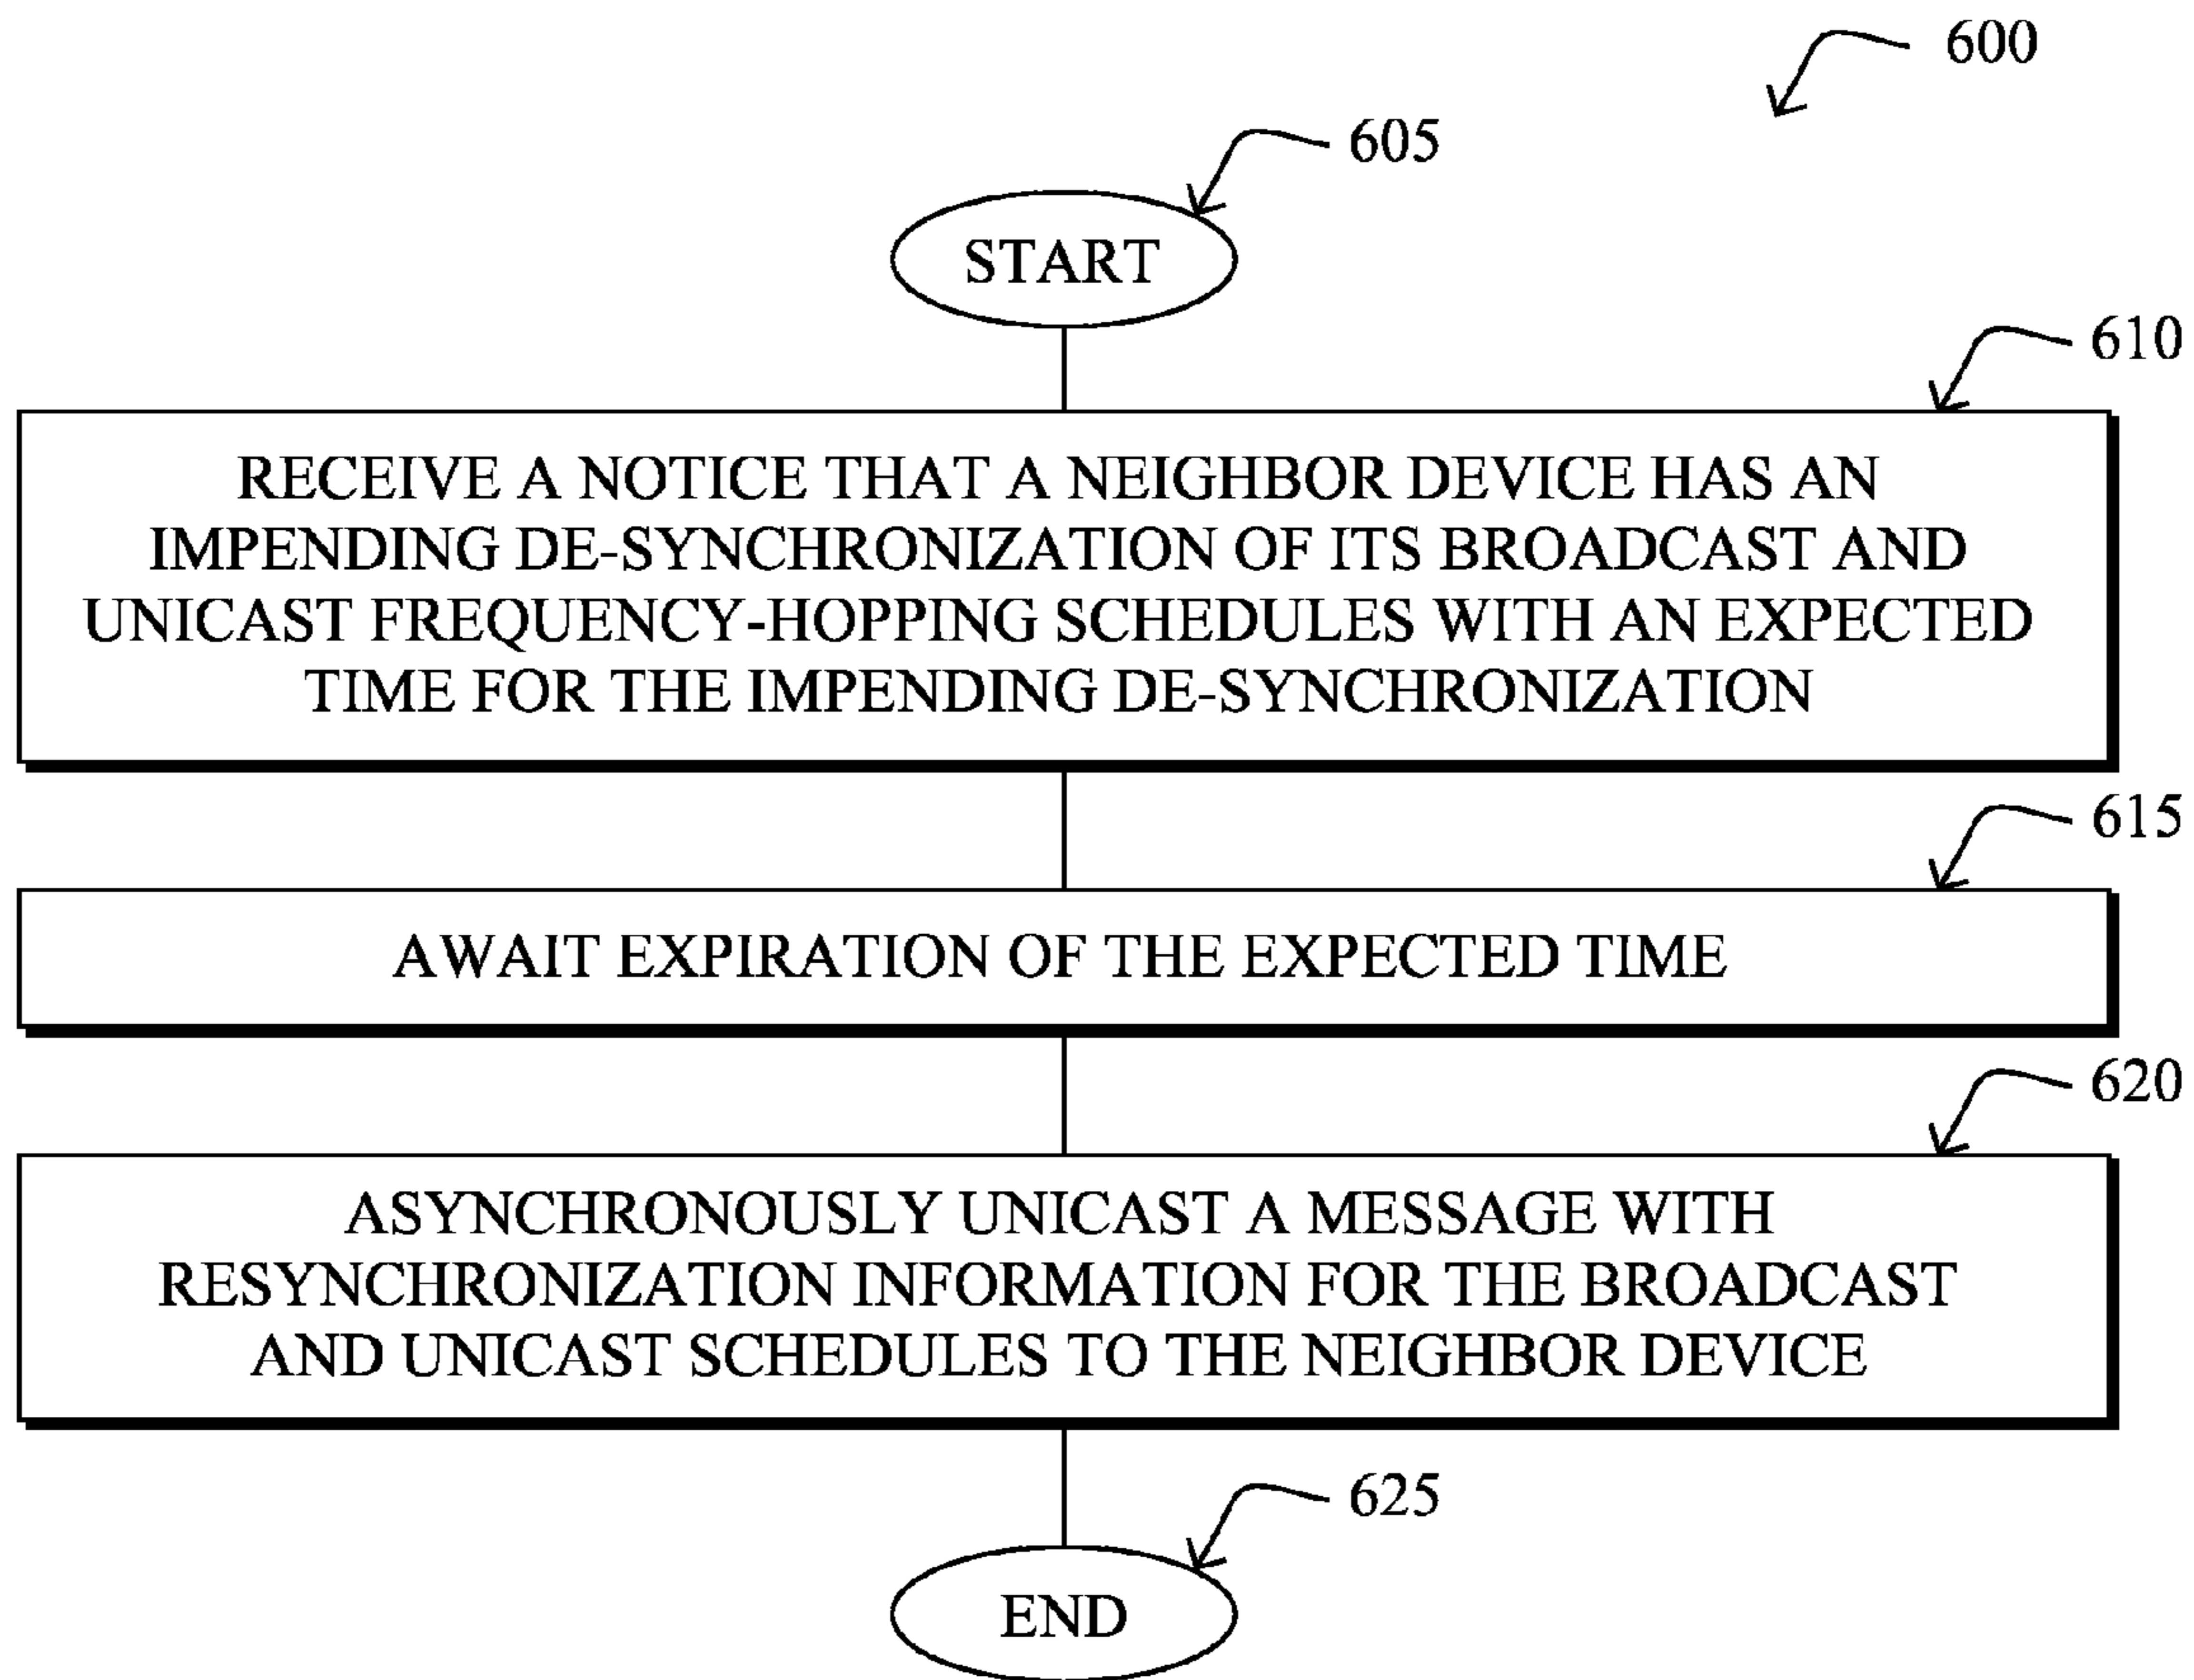 600
605
START
610
RECEIVE A NOTICE THAT A NEIGHBOR DEVICE HAS AN
IMPENDING DE-SYNCHRONIZATION OF ITS BROADCAST AND
UNICAST FREQUENCY-HOPPING SCHEDULES WITH AN EXPECTED
TIME FOR THE IMPENDING DE-SYNCHRONIZATION
615
AWAIT EXPIRATION OF THE EXPECTED TIME
620
ASYNCHRONOUSLY UNICAST A MESSAGE WITH
RESYNCHRONIZATION INFORMATION FOR THE BROADCAST
AND UNICAST SCHEDULES TO THE NEIGHBOR DEVICE
625
END